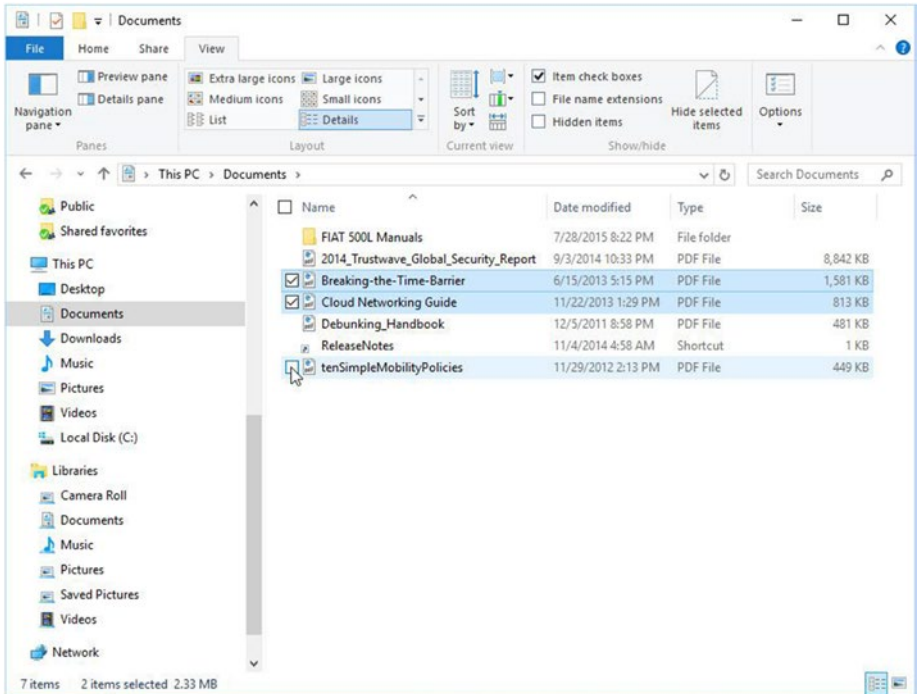 Documents
File Home Share View
Preview pane Extra large icons Large icons Item check boxes
Details pane Medium icons Small icons File name extensions
Navigation pane List Details Sort by Hidden items Hide selected items Options
Panes Layout Current view Show/hide
This PC Documents Search Documents
Name Date modified Type Size
Public
Shared favorites
This PC
Desktop
Documents
Downloads
Music
Pictures
Videos
Local Disk (C:)
Libraries
Camera Roll
Documents
Music
Pictures
Saved Pictures
Videos
Network
FIAT 500L Manuals 7/28/2015 8:22 PM File folder
2014_Trustwave_Global_Security_Report 9/3/2014 10:33 PM PDF File 8,842 KB
Breaking-the-Time-Barrier 6/15/2013 5:15 PM PDF File 1,581 KB
Cloud Networking Guide 11/22/2013 1:29 PM PDF File 813 KB
Debunking_Handbook 12/5/2011 8:58 PM PDF File 481 KB
ReleaseNotes 11/4/2014 4:58 AM Shortcut 1 KB
tenSimpleMobilityPolicies 11/29/2012 2:13 PM PDF File 449 KB
7 items 2 items selected 2.33 MB